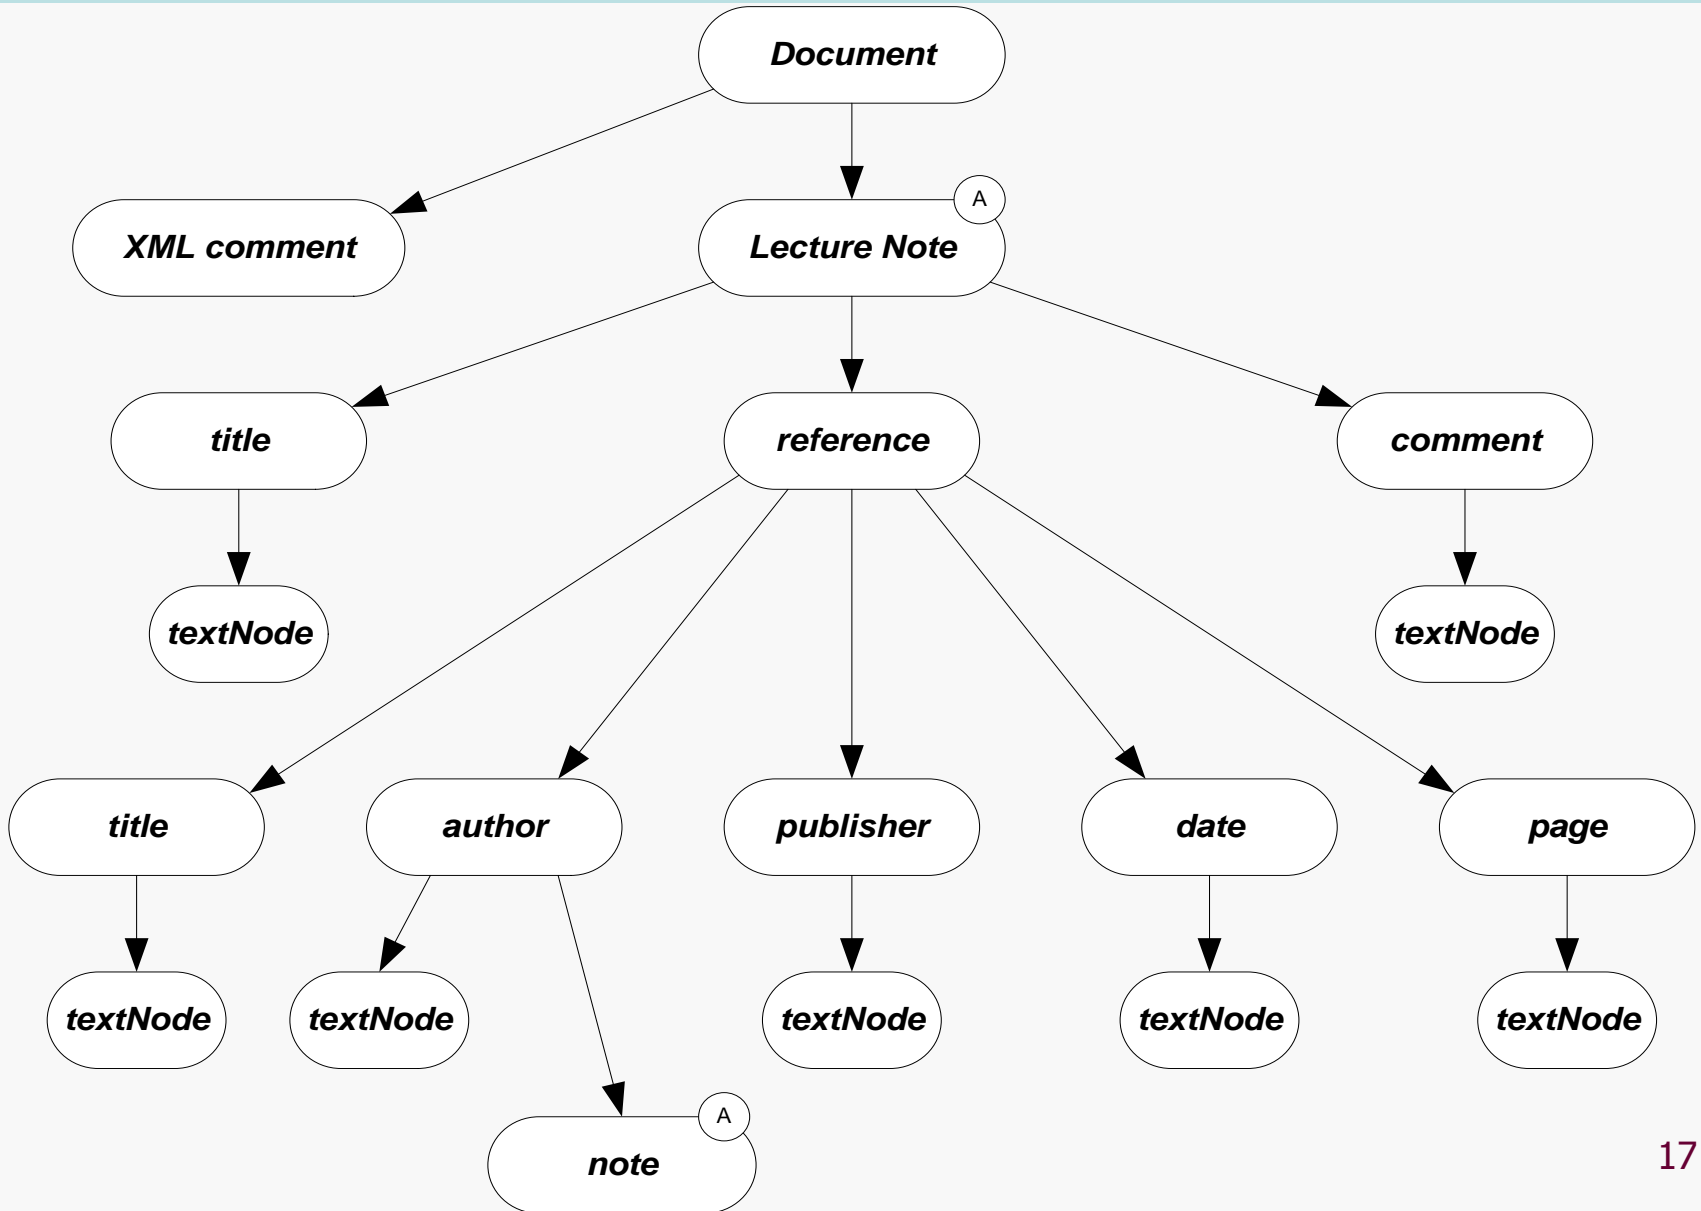 Document
A
XML comment
Lecture Note
title
reference
comment
textNode
textNode
title
author
publisher
date
page
textNode
textNode
textNode
textNode
textNode
A
note
17